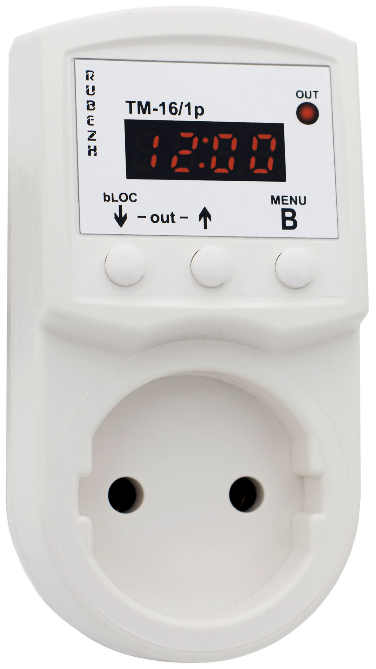 RUBEZH
OUT
TM-16/1p
12:00
bLOC
MENU
↓ – out – ↑
B